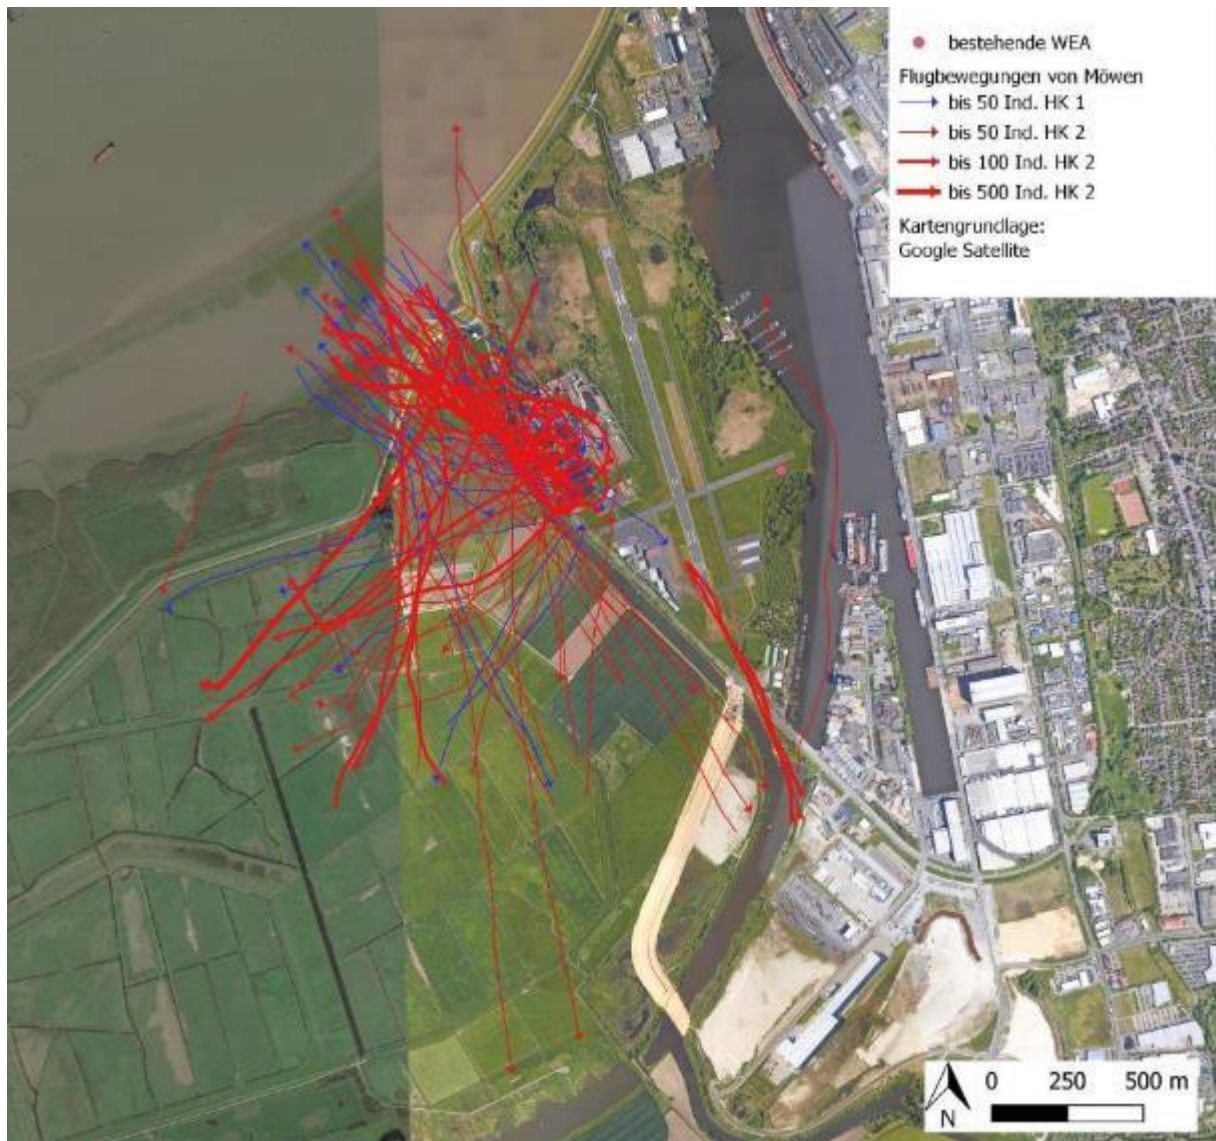 bestehende WEA
Flugbewegungen von Möwen
bis 50 Ind. HK 1
bis 50 Ind. HK 2
bis 100 Ind. HK 2
bis 500 Ind. HK 2
Kartengrundlage:
Google Satellite
0 250 500 m
N